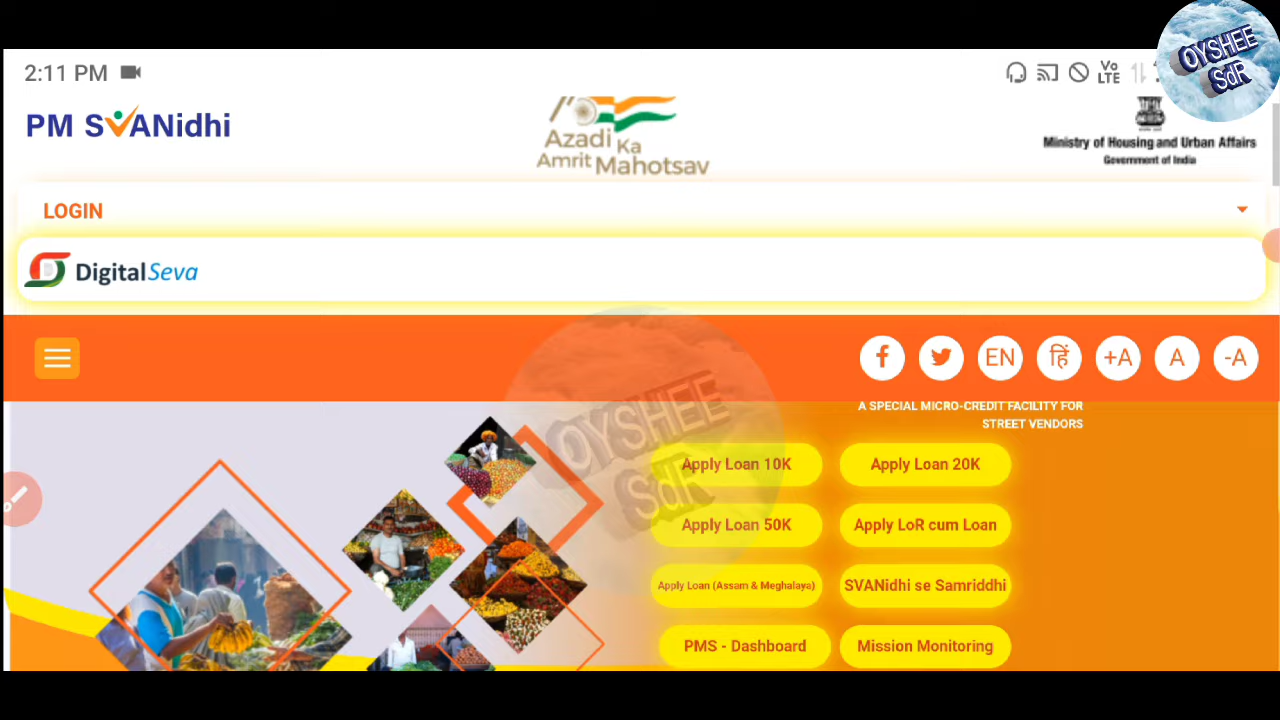 OYSHEE
SdR
2:11 PM
Vo
LTE
PM SVANidhi
Azadi Ka
Amrit Mahotsav
Ministry of Housing and Urban Affairs
Government of India
LOGIN
DigitalSeva
f EN हिं +A A -A
A SPECIAL MICRO-CREDIT FACILITY FOR
STREET VENDORS
OYSHEE
SdR
Apply Loan 10K Apply Loan 20K
Apply Loan 50K Apply LoR cum Loan
Apply Loan (Assam & Meghalaya) SVANidhi se Samriddhi
PMS - Dashboard Mission Monitoring